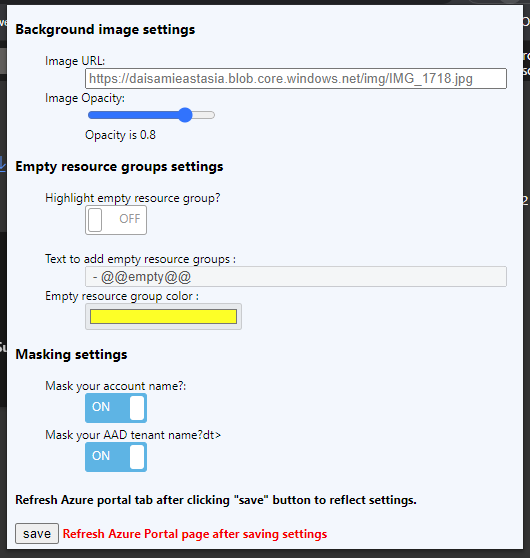 Background image settings
Image URL:
https://daisamieastasia.blob.core.windows.net/img/IMG_1718.jpg
Image Opacity:
Opacity is 0.8
Empty resource groups settings
Highlight empty resource group?
OFF
Text to add empty resource groups :
- @@empty@@
Empty resource group color :
Masking settings
Mask your account name?:
ON
Mask your AAD tenant name?dt>
ON
Refresh Azure portal tab after clicking "save" button to reflect settings.
save Refresh Azure Portal page after saving settings